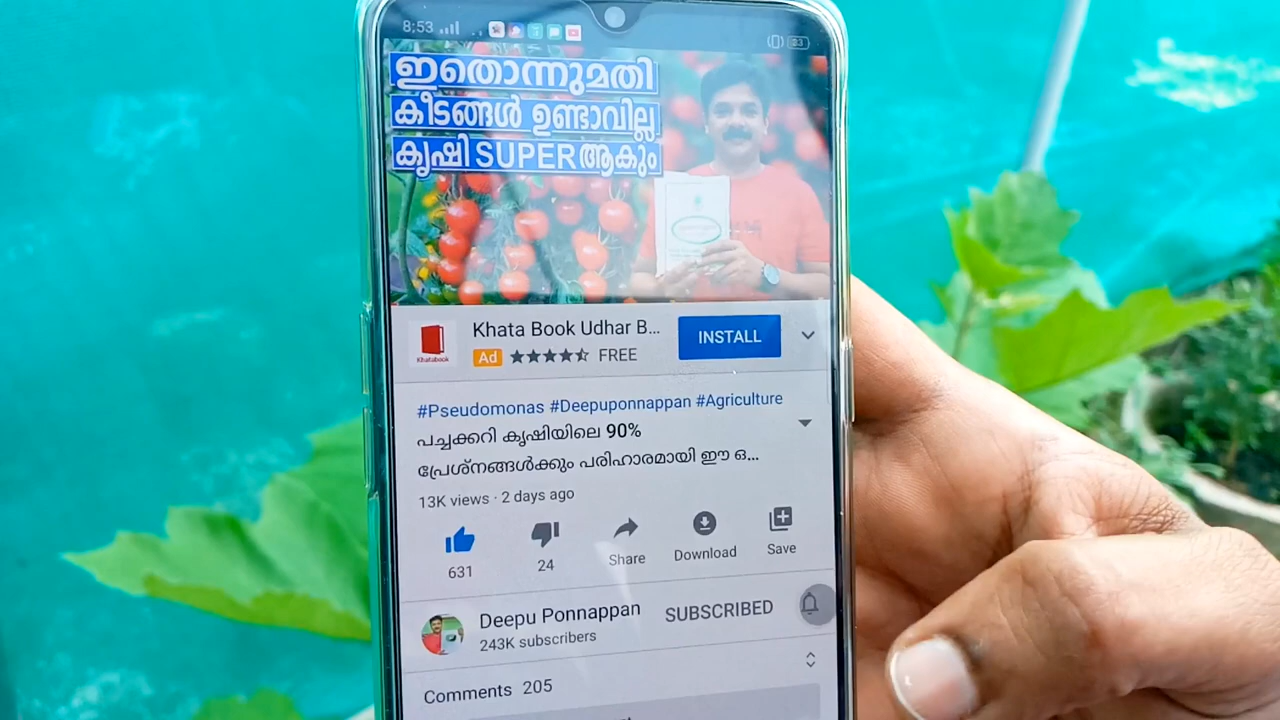 8:53
83
ഇതൊന്നുമതി
കീടങ്ങൾ ഉണ്ടാവില്ല
കൃഷി SUPER ആകും
Khata Book Udhar B...
INSTALL
Khatabook
Ad
FREE
#Pseudomonas #Deepuponnappan #Agriculture
പച്ചക്കറി കൃഷിയിലെ 90%
പ്രേശ്നങ്ങൾക്കും പരിഹാരമായി ഈ ഒ...
13K views · 2 days ago
631
24
Share
Download
Save
Deepu Ponnappan
SUBSCRIBED
243K subscribers
Comments 205